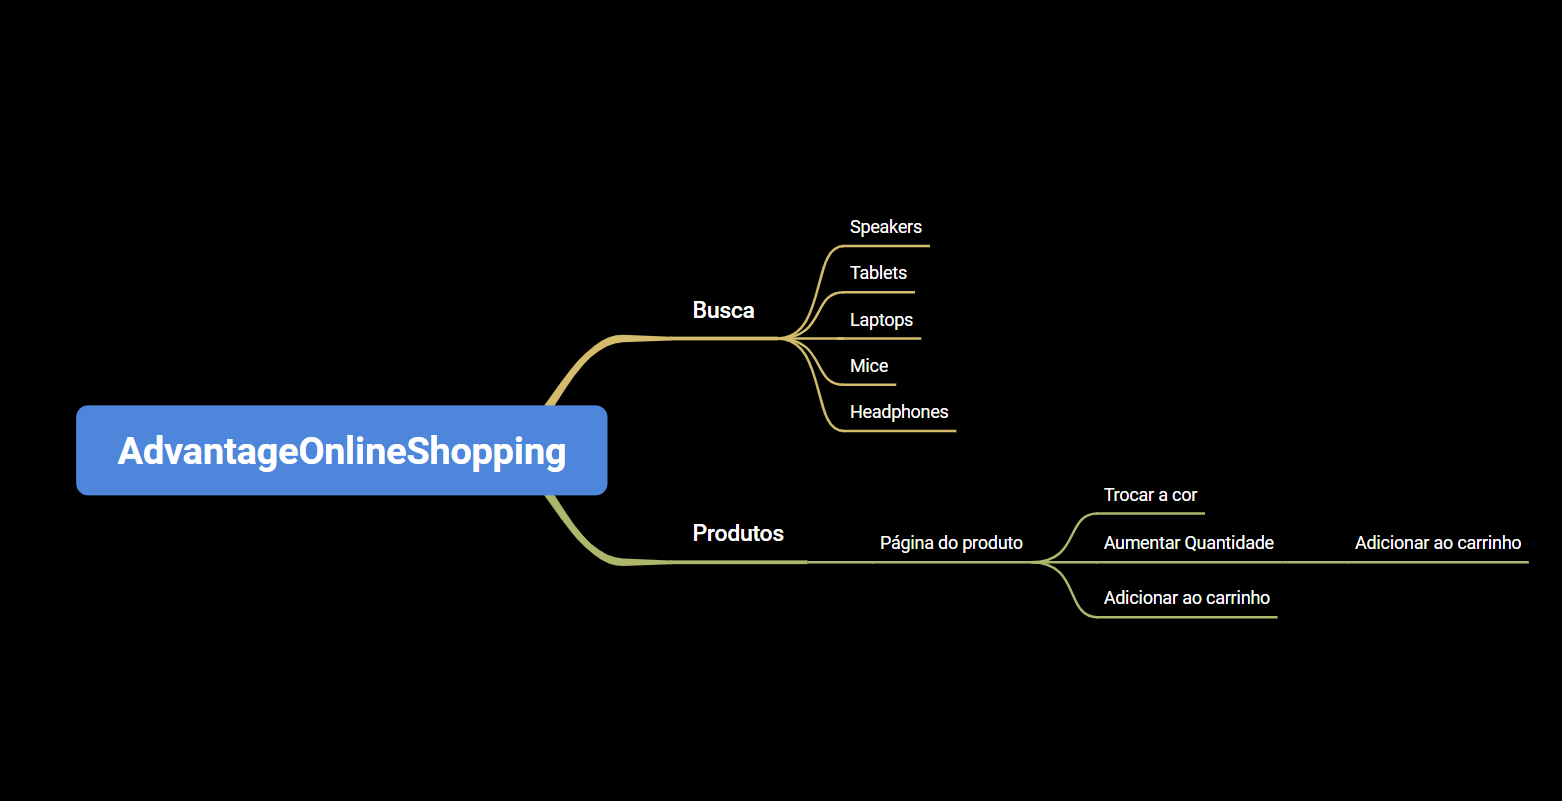 AdvantageOnlineShopping
Busca
Speakers
Tablets
Laptops
Mice
Headphones
Produtos
Página do produto
Trocar a cor
Aumentar Quantidade
Adicionar ao carrinho
Adicionar ao carrinho